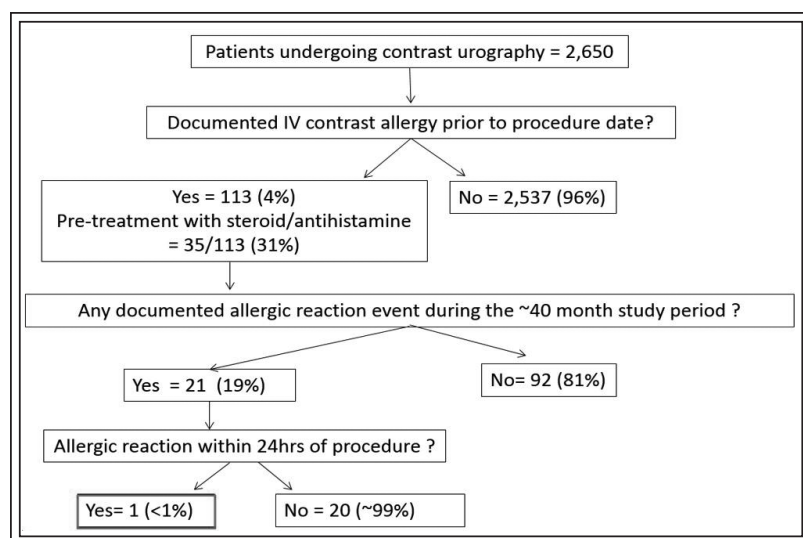 Patients undergoing contrast urography = 2,650
Documented IV contrast allergy prior to procedure date?
Yes = 113 (4%)
Pre-treatment with steroid/antihistamine
= 35/113 (31%)
No = 2,537 (96%)
Any documented allergic reaction event during the ~40 month study period ?
Yes = 21 (19%)
No= 92 (81%)
Allergic reaction within 24hrs of procedure ?
Yes= 1 (<1%)
No = 20 (~99%)